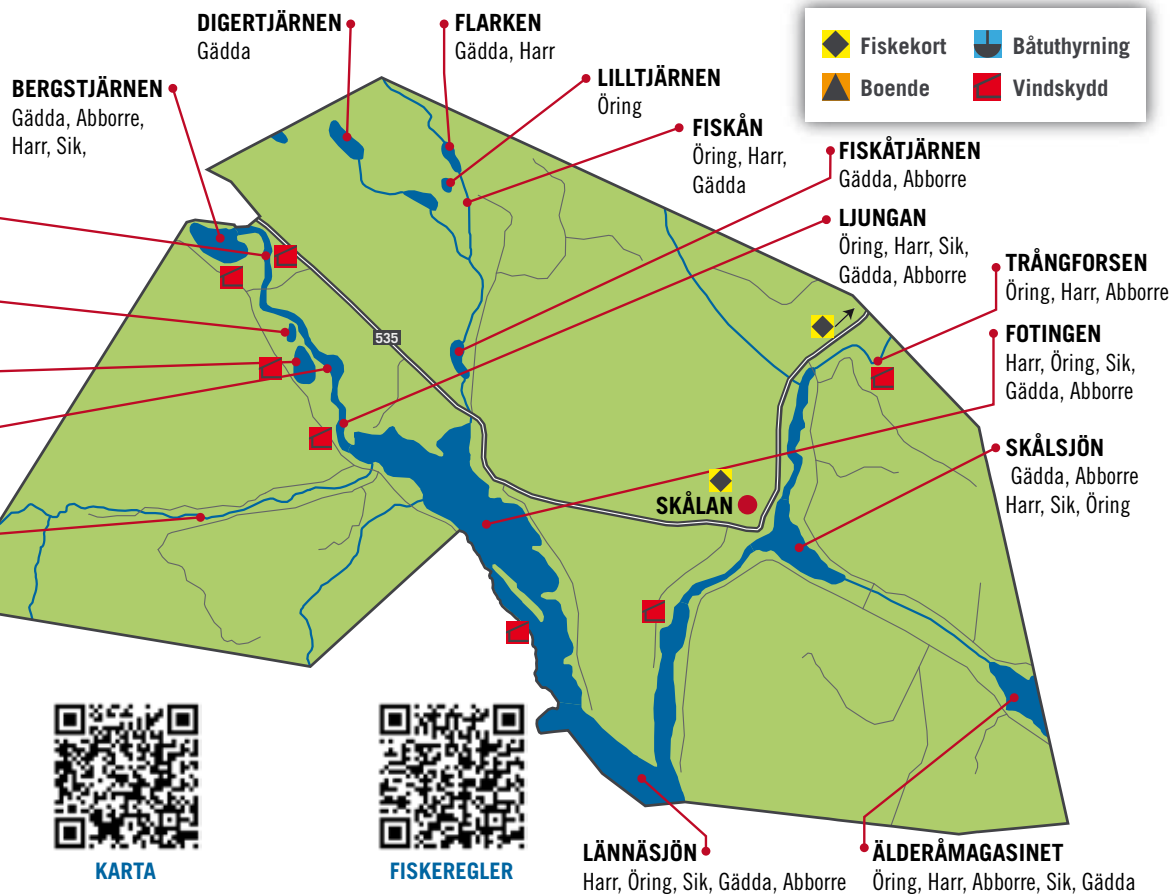 DIGERTJÄRNEN
Gädda
FLARKEN
Gädda, Harr
Fiskekort
Båtuthyrning
Boende
Vindskydd
BERGSTJÄRNEN
Gädda, Abborre,
Harr, Sik,
LILLTJÄRNEN
Öring
FISKÅN
Öring, Harr,
Gädda
FISKÅTJÄRNEN
Gädda, Abborre
LJUNGAN
Öring, Harr, Sik,
Gädda, Abborre
TRÅNGFORSEN
Öring, Harr, Abborre
FOTINGEN
Harr, Öring, Sik,
Gädda, Abborre
535
SKÅLSJÖN
Gädda, Abborre
Harr, Sik, Öring
SKÅLAN
KARTA
FISKEREGLER
LÄNNÄSJÖN
Harr, Öring, Sik, Gädda, Abborre
ÄLDERÅMAGASINET
Öring, Harr, Abborre, Sik, Gädda